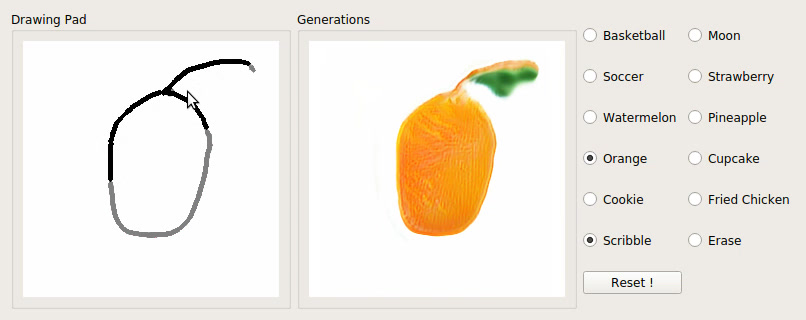 Drawing Pad
Generations
Basketball
Moon
Soccer
Strawberry
Watermelon
Pineapple
Orange
Cupcake
Cookie
Fried Chicken
Scribble
Erase
Reset !